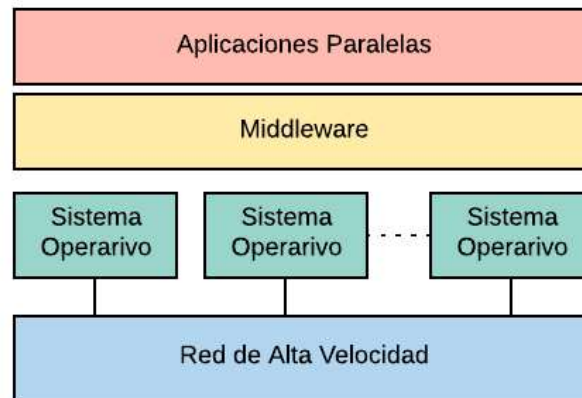 Aplicaciones Paralelas
Middleware
Sistema
Operarivo
Sistema
Operarivo
Sistema
Operarivo
Red de Alta Velocidad